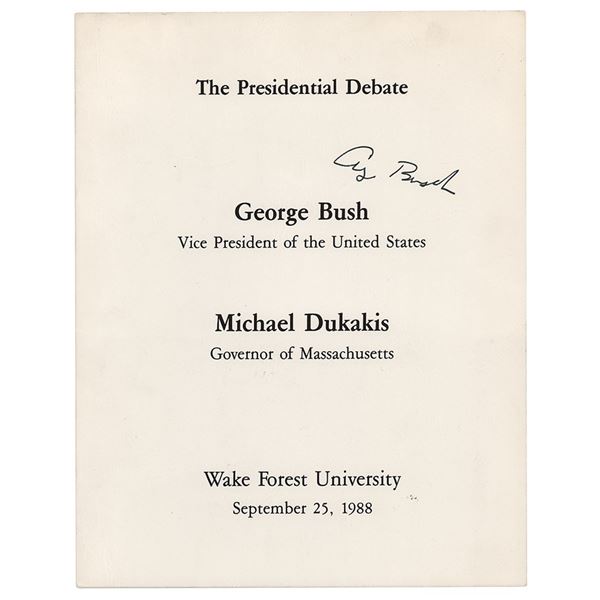 The Presidential Debate
Gg Bush
George Bush
Vice President of the United States
Michael Dukakis
Governor of Massachusetts
Wake Forest University
September 25, 1988